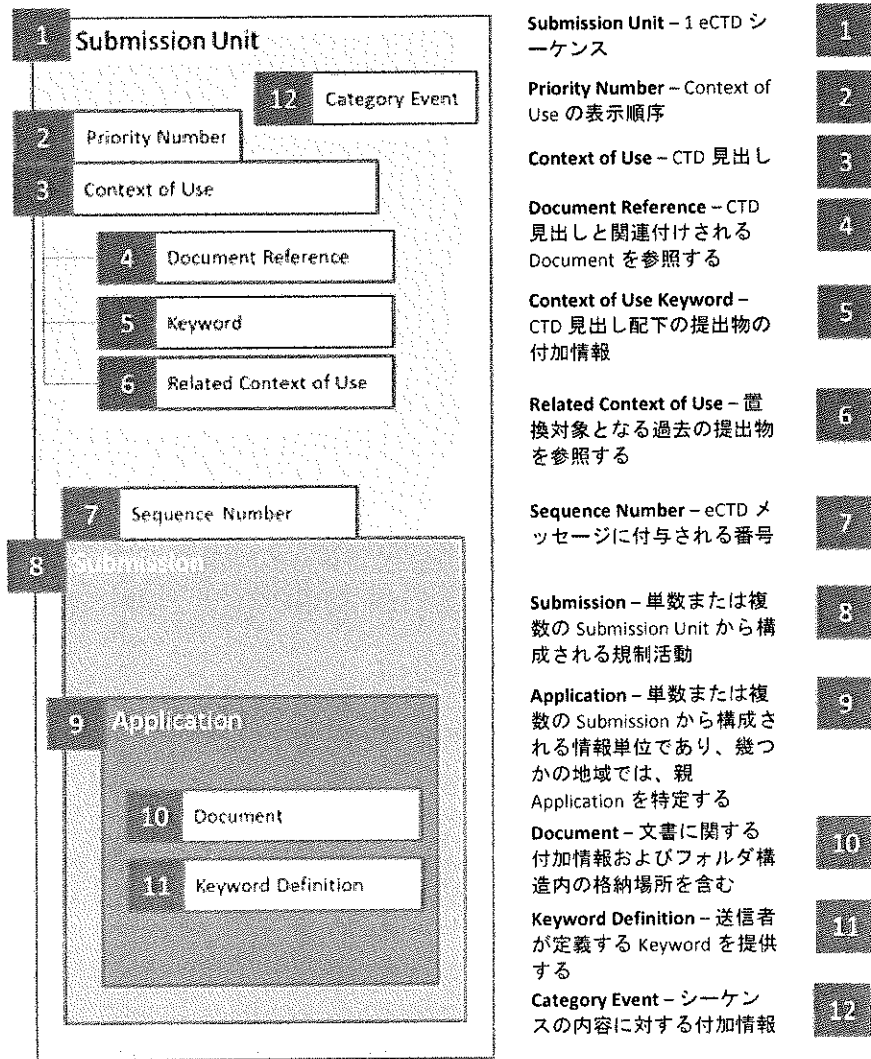 1 Submission Unit
12 Category Event
2 Priority Number
3 Context of Use
4 Document Reference
5 Keyword
6 Related Context of Use
7 Sequence Number
8 Submission
9 Application
10 Document
11 Keyword Definition
Submission Unit – 1 eCTD シ
ーケンス
1
Priority Number – Context of
Use の表示順序
2
Context of Use – CTD 見出し
3
Document Reference – CTD
見出しと関連付けされる
Document を参照する
4
Context of Use Keyword –
CTD 見出し配下の提出物の
付加情報
5
Related Context of Use – 置
換対象となる過去の提出物
を参照する
6
Sequence Number – eCTD メ
ッセージに付与される番号
7
Submission – 単数または複
数の Submission Unit から構
成される規制活動
8
Application – 単数または複
数の Submission から構成さ
れる情報単位であり、幾つ
かの地域では、親
Application を特定する
9
Document – 文書に関する
付加情報およびフォルダ構
造内の格納場所を含む
10
Keyword Definition – 送信者
が定義する Keyword を提供
する
11
Category Event – シーケン
スの内容に対する付加情報
12